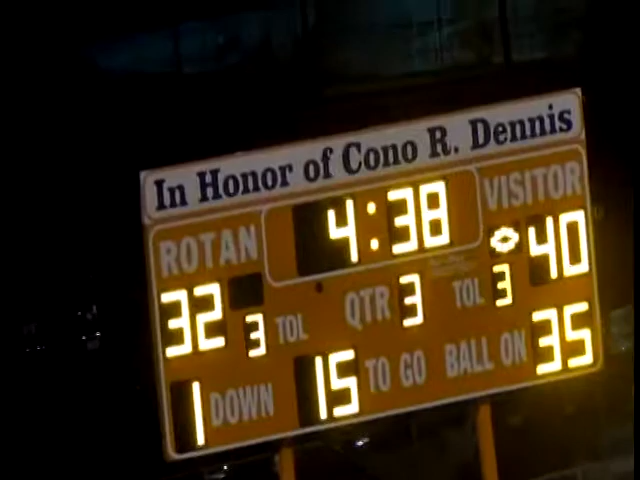 In Honor of Cono R. Dennis
ROTAN 4:38 VISITOR
32 3 TOL QTR 3 TOL 3 40
1 DOWN 15 TO GO BALL ON 35